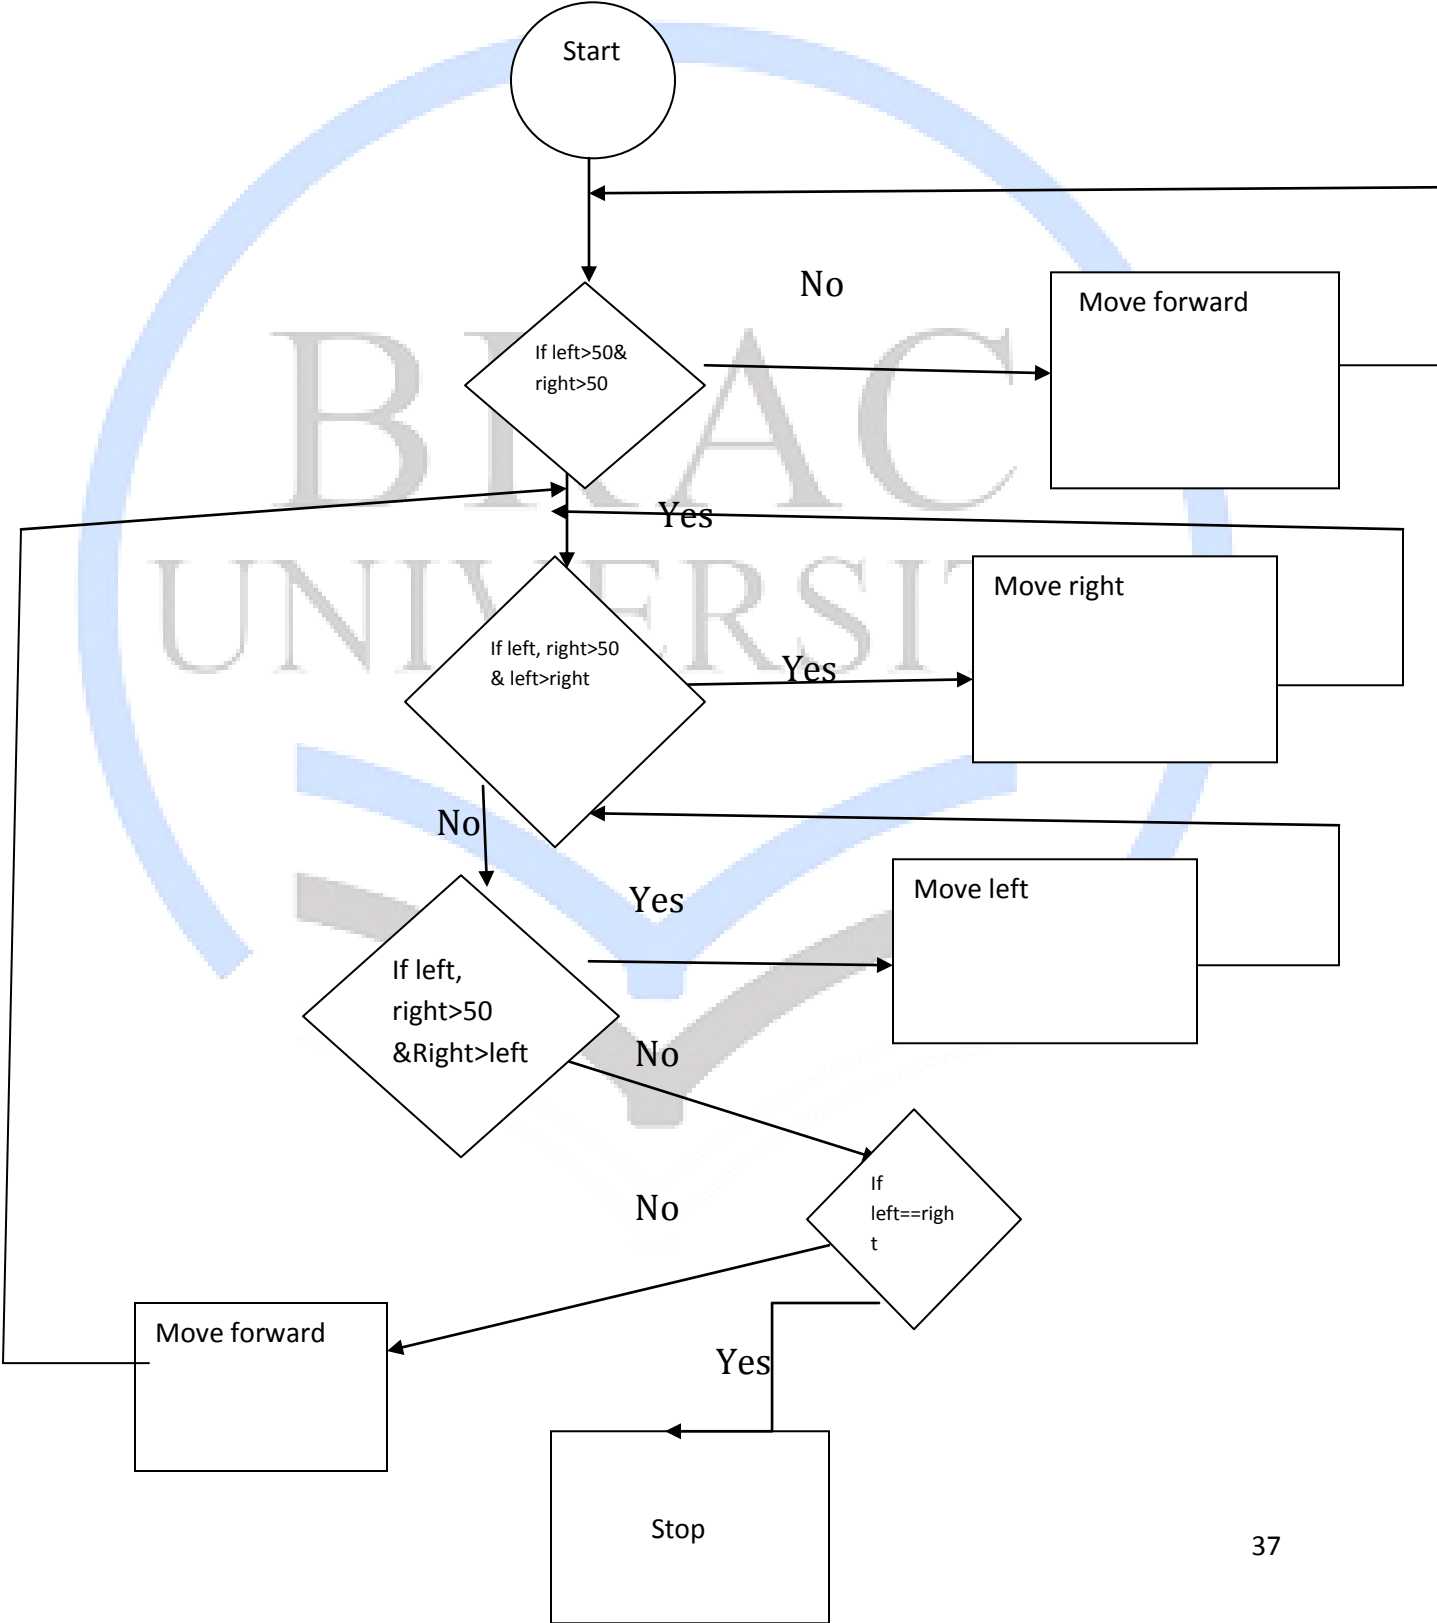 Start
No
Move forward
If left>50&
right>50
Yes
BRAC
UNIVERSIT
Move right
If left, right>50
& left>right
Yes
No
Yes
Move left
If left,
right>50
&Right>left
No
If
left==righ
t
No
Move forward
Yes
Stop
37